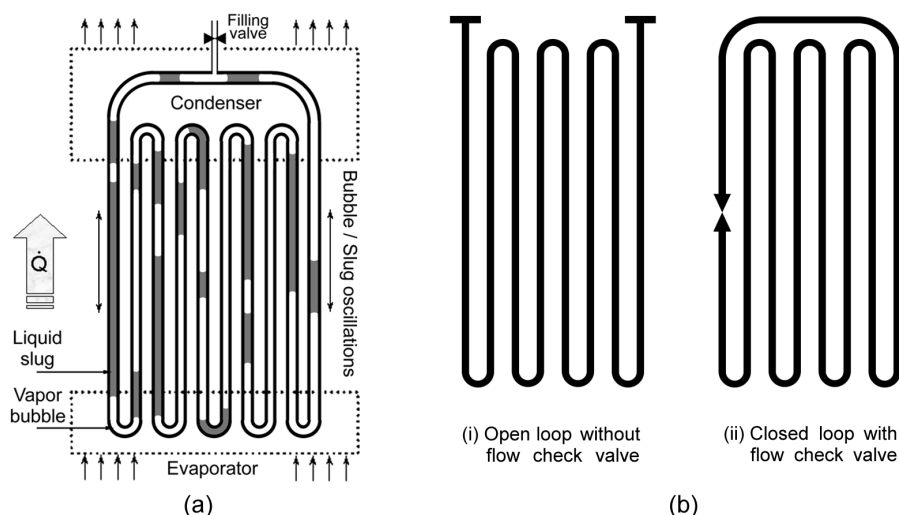 Filling
valve
Condenser
Bubble / Slug oscillations
Q̇
Liquid
slug
Vapor
bubble
Evaporator
(a)
(i) Open loop without
flow check valve
(ii) Closed loop with
flow check valve
(b)